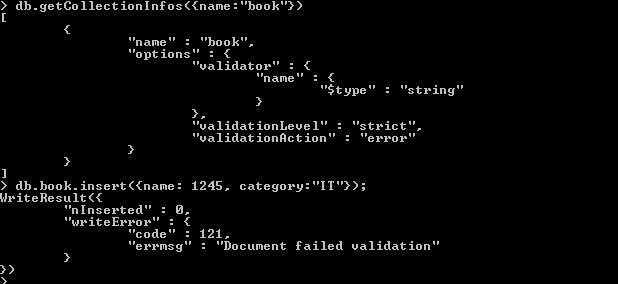 > db.getCollectionInfos({name:"book"})
[
        {
                "name" : "book",
                "options" : {
                        "validator" : {
                                "name" : {
                                        "$type" : "string"
                                }
                        },
                        "validationLevel" : "strict",
                        "validationAction" : "error"
                }
        }
]
> db.book.insert({name: 1245, category:"IT"});
WriteResult({
        "nInserted" : 0,
        "writeError" : {
                "code" : 121,
                "errmsg" : "Document failed validation"
        }
})
>